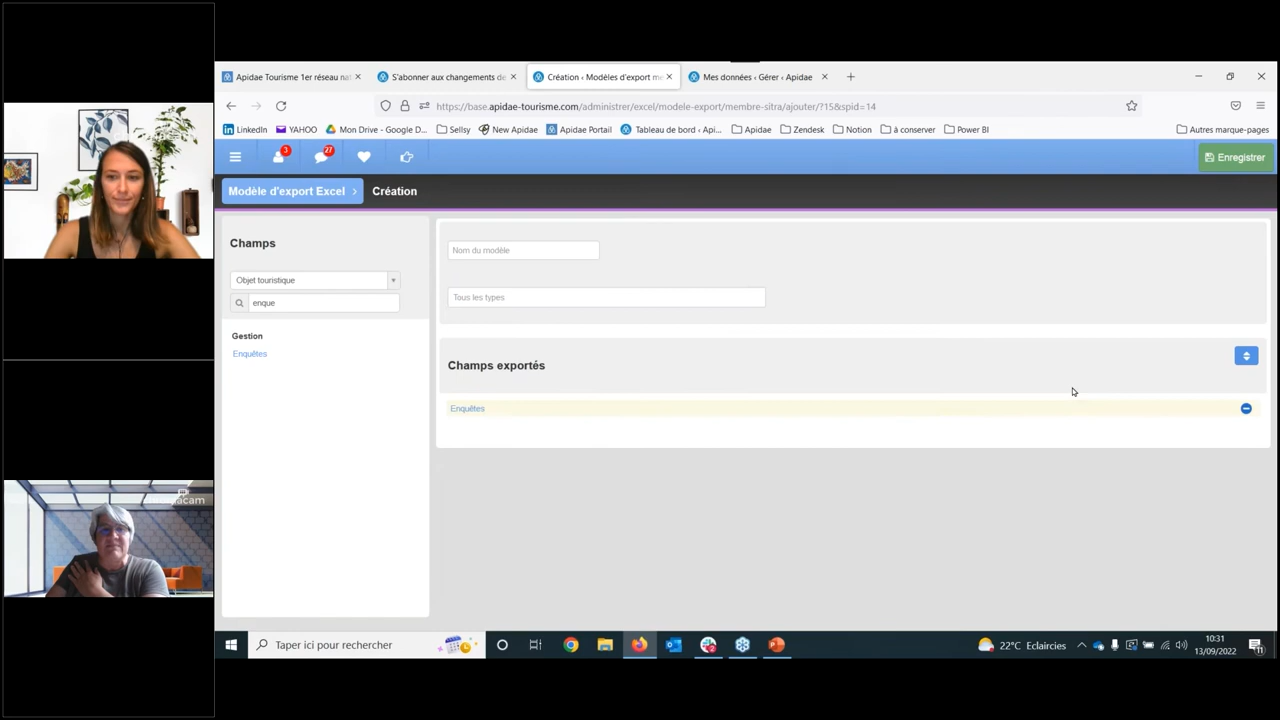 Apidae Tourisme 1er réseau nat
S'abonner aux changements de
Création ‹ Modèles d'export me
Mes données ‹ Gérer ‹ Apidae
https://base.apidae-tourisme.com/administrer/excel/modele-export/membre-sitra/ajouter/?15&spid=14
LinkedIn
YAHOO
Mon Drive - Google D...
Sellsy
New Apidae
Apidae Portail
Tableau de bord ‹ Api...
Apidae
Zendesk
Notion
à conserver
Power BI
Autres marque-pages
3
27
Enregistrer
Modèle d'export Excel
Création
Champs
Objet touristique
enque
Gestion
Enquêtes
Nom du modèle
Tous les types
Champs exportés
Enquêtes
Taper ici pour rechercher
22°C Eclaircies
10:31
13/09/2022
11